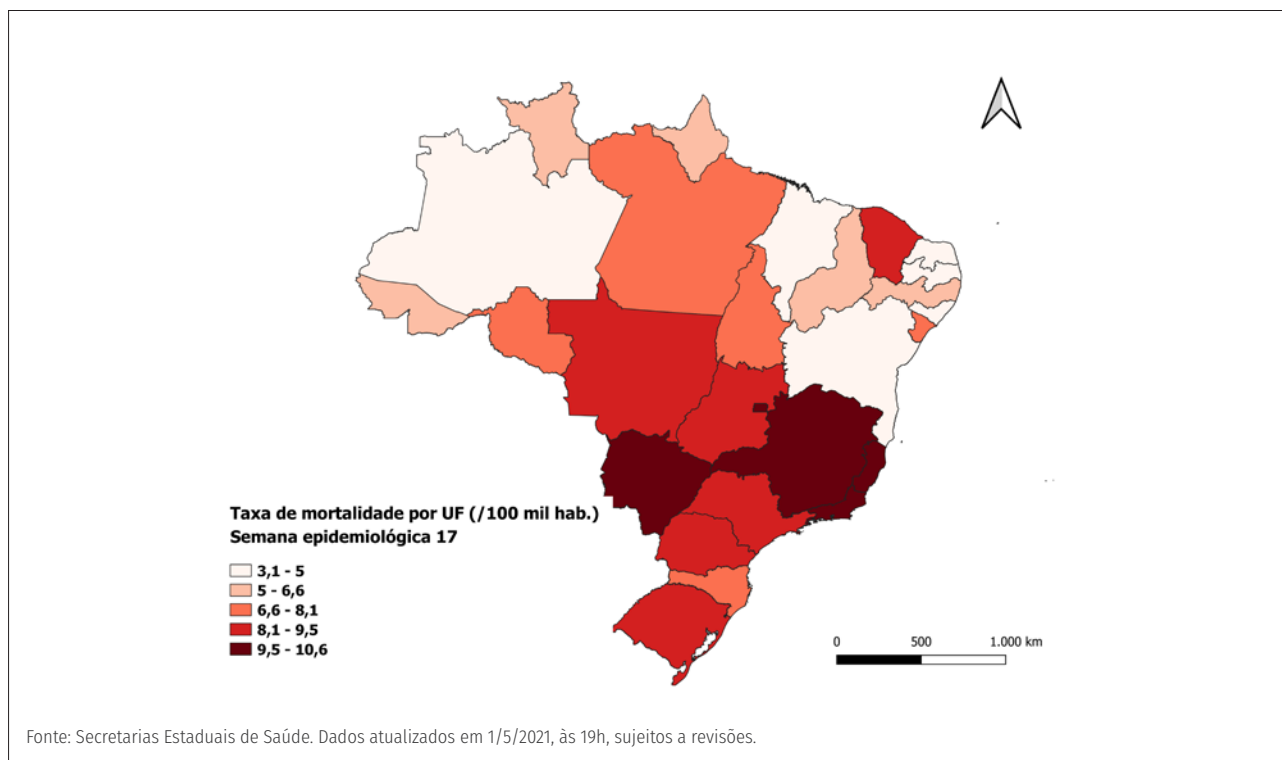 Taxa de mortalidade por UF (/100 mil hab.)
Semana epidemiológica 17
3,1 - 5
5 - 6,6
6,6 - 8,1
8,1 - 9,5
9,5 - 10,6
0 500 1.000 km
Fonte: Secretarias Estaduais de Saúde. Dados atualizados em 1/5/2021, às 19h, sujeitos a revisões.